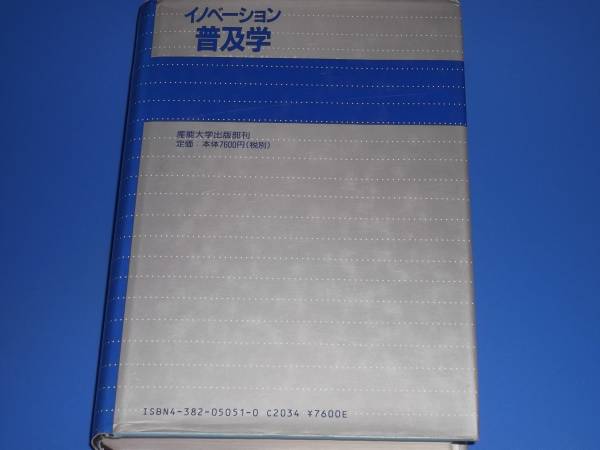 イノベーション
普及学
産能大学出版部刊
定価：本体7600円（税別）
ISBN4-382-05051-0 C2034 ¥7600E